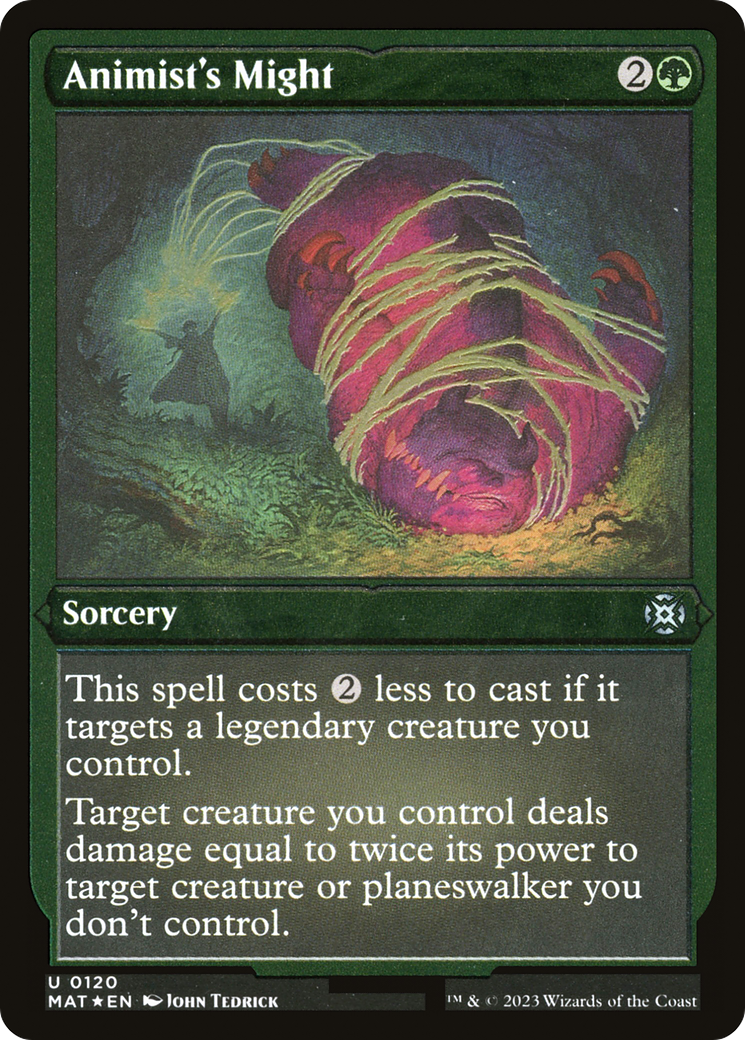 Animist's Might 2
Sorcery
This spell costs 2 less to cast if it
targets a legendary creature you
control.
Target creature you control deals
damage equal to twice its power to
target creature or planeswalker you
don't control.
U 0120
MAT★EN John Tedrick
™ & © 2023 Wizards of the Coast